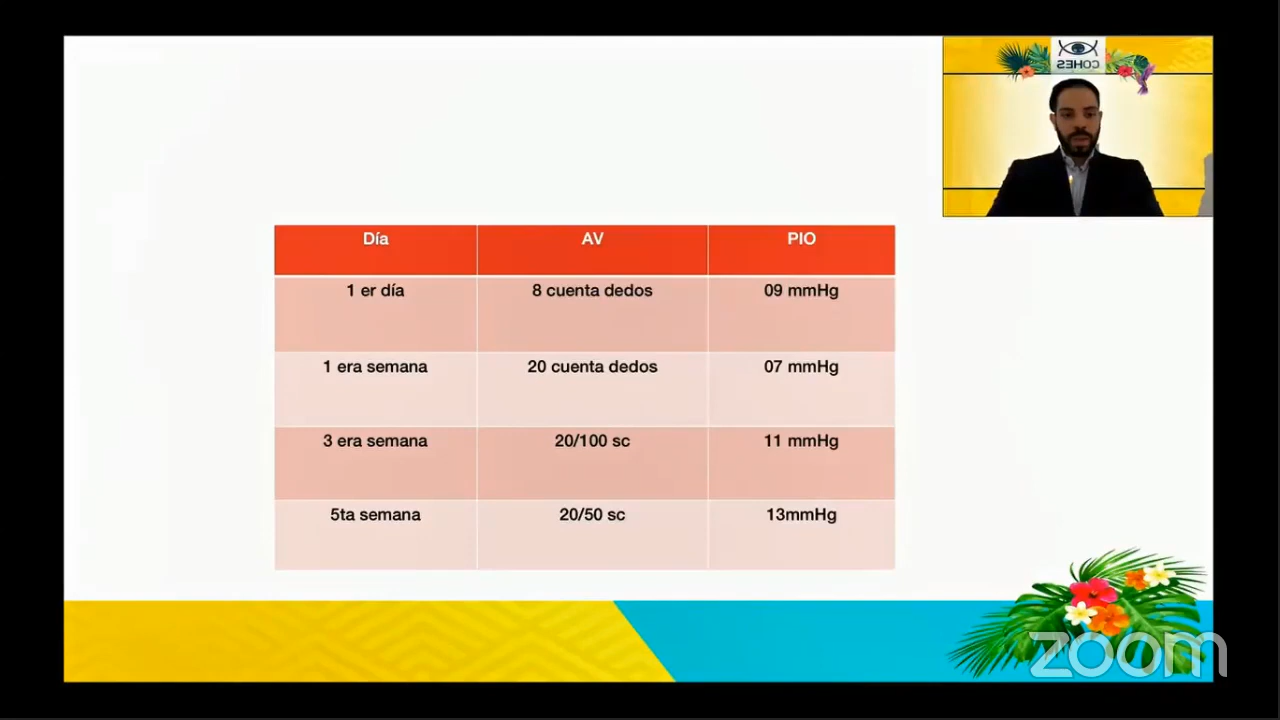 COHES
Día AV PIO
1 er día 8 cuenta dedos 09 mmHg
1 era semana 20 cuenta dedos 07 mmHg
3 era semana 20/100 sc 11 mmHg
5ta semana 20/50 sc 13mmHg
zoom